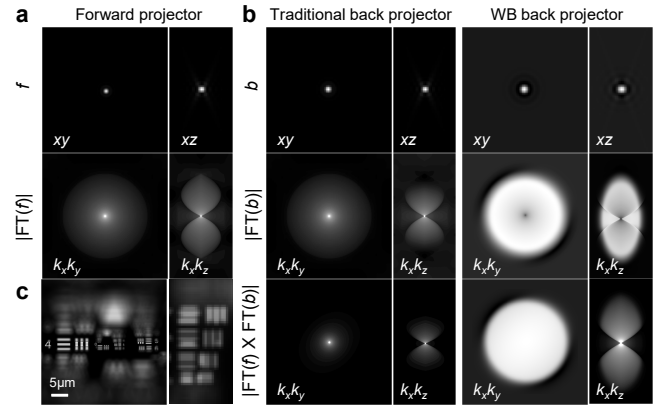 a
Forward projector
b
Traditional back projector
WB back projector
f
xy
xz
b
xy
xz
xy
xz
|FT(f)|
kxky
kxkz
|FT(b)|
kxky
kxkz
kxky
kxkz
c
4
5µm
|FT(f) X FT(b)|
kxky
kxkz
kxky
kxkz